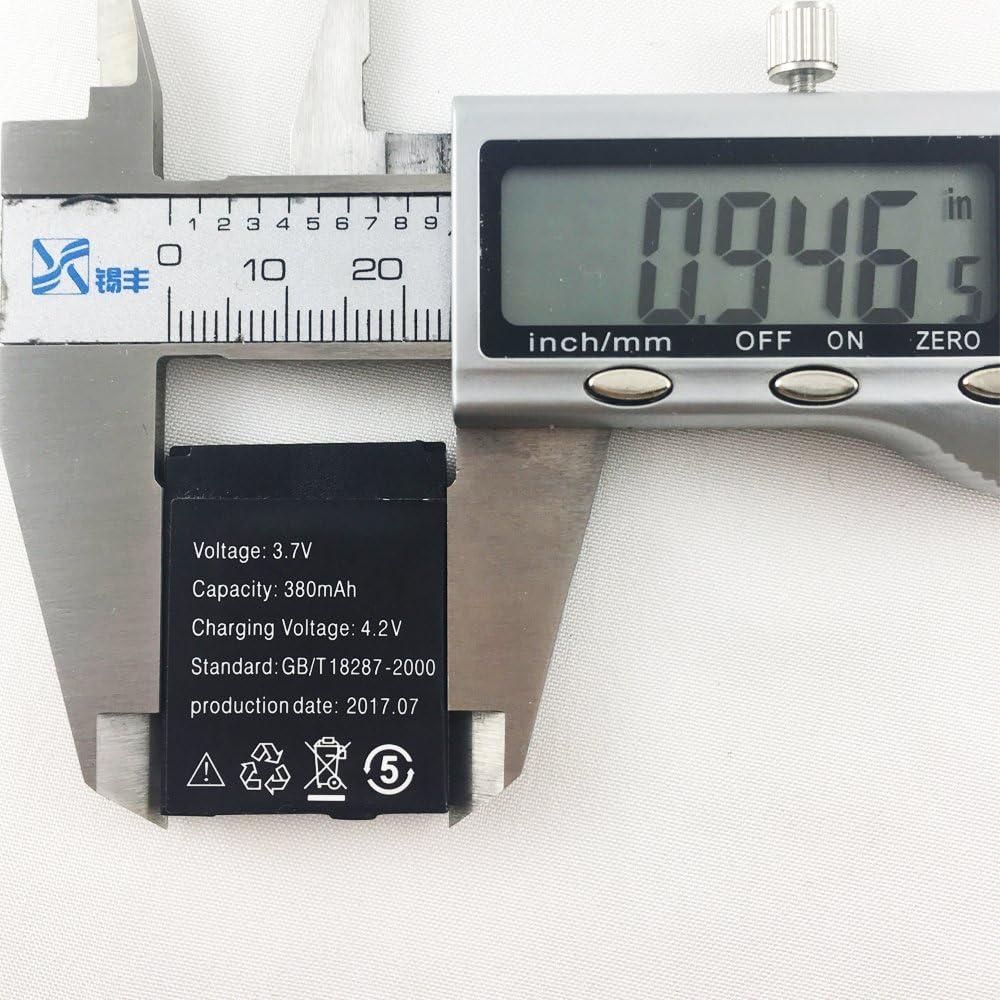 1 2 3 4 5 6 7 8 9
0 10 20
锡丰
0.946 5 in
inch/mm OFF ON ZERO
Voltage: 3.7V
Capacity: 380mAh
Charging Voltage: 4.2V
Standard: GB/T18287-2000
production date: 2017.07
5